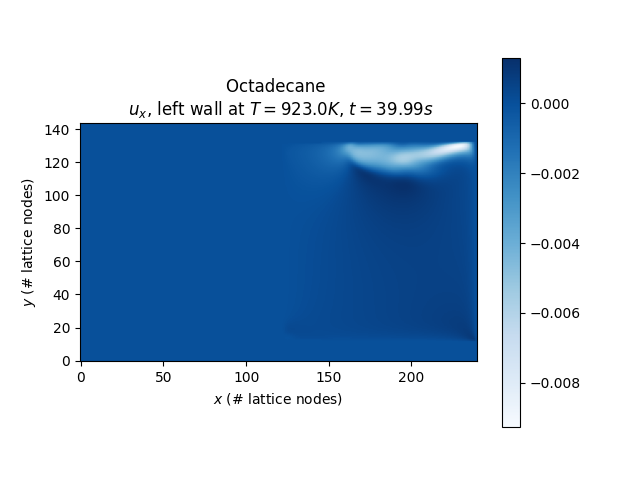 Octadecane
u_x, left wall at T = 923.0K, t = 39.99s
140
120
100
80
60
40
20
0
y (# lattice nodes)
0 50 100 150 200
x (# lattice nodes)
0.000
−0.002
−0.004
−0.006
−0.008